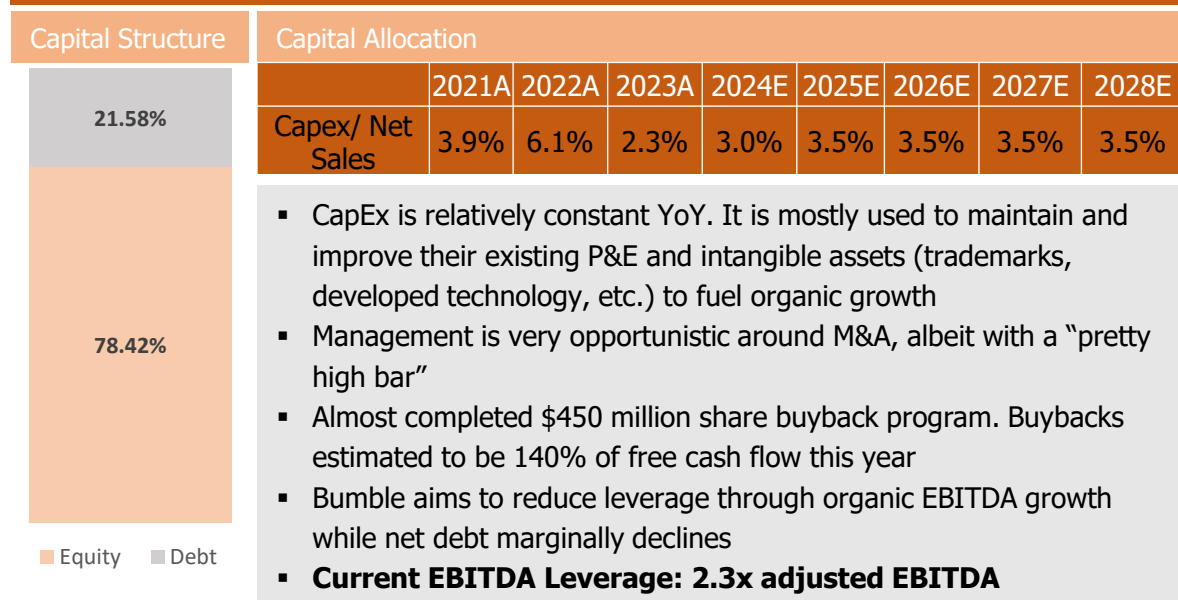 Capital Structure
21.58%
78.42%
Equity Debt
Capital Allocation
2021A 2022A 2023A 2024E 2025E 2026E 2027E 2028E
Capex/ Net
Sales
3.9% 6.1% 2.3% 3.0% 3.5% 3.5% 3.5% 3.5%
▪ CapEx is relatively constant YoY. It is mostly used to maintain and
improve their existing P&E and intangible assets (trademarks,
developed technology, etc.) to fuel organic growth
▪ Management is very opportunistic around M&A, albeit with a “pretty
high bar”
▪ Almost completed $450 million share buyback program. Buybacks
estimated to be 140% of free cash flow this year
▪ Bumble aims to reduce leverage through organic EBITDA growth
while net debt marginally declines
▪ Current EBITDA Leverage: 2.3x adjusted EBITDA